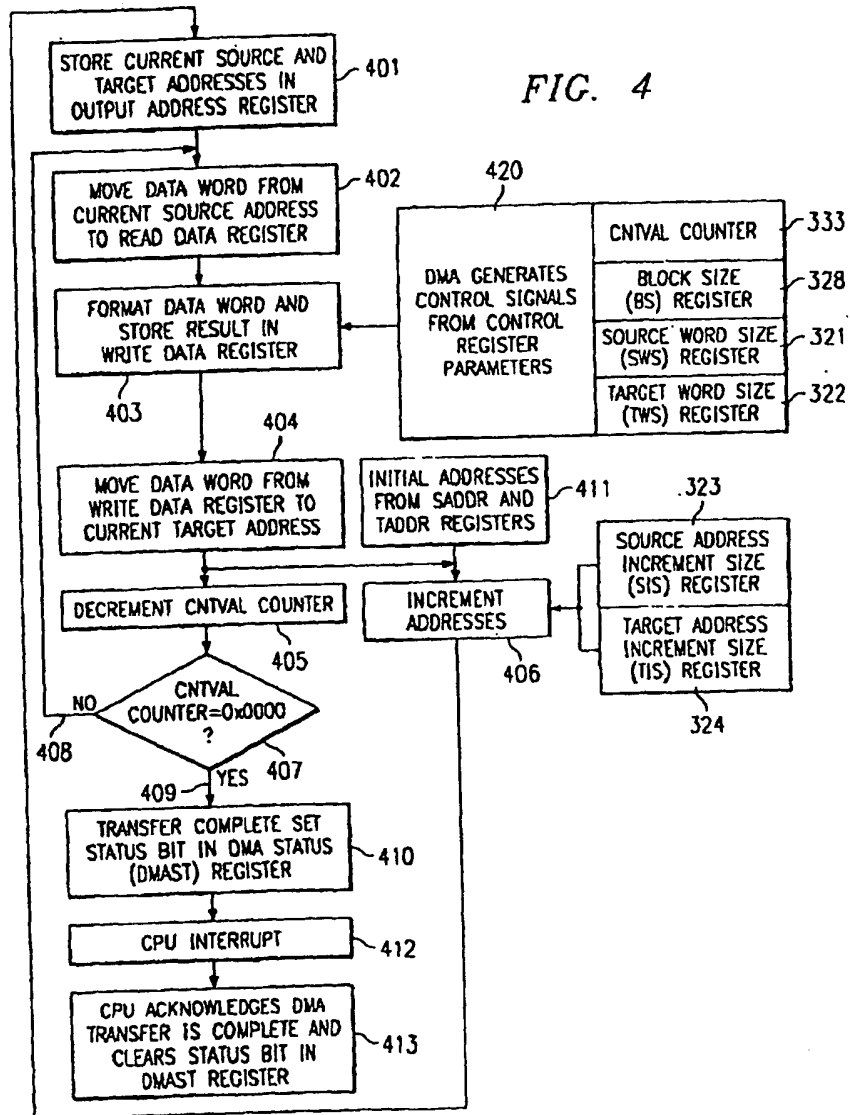 STORE CURRENT SOURCE AND
TARGET ADDRESSES IN
OUTPUT ADDRESS REGISTER
401
FIG. 4
MOVE DATA WORD FROM
CURRENT SOURCE ADDRESS
TO READ DATA REGISTER
402
FORMAT DATA WORD AND
STORE RESULT IN
WRITE DATA REGISTER
403
420
DMA GENERATES
CONTROL SIGNALS
FROM CONTROL
REGISTER
PARAMETERS
CNTVAL COUNTER
333
BLOCK SIZE
(BS) REGISTER
328
SOURCE WORD SIZE
(SWS) REGISTER
321
TARGET WORD SIZE
(TWS) REGISTER
322
404
MOVE DATA WORD FROM
WRITE DATA REGISTER TO
CURRENT TARGET ADDRESS
INITIAL ADDRESSES
FROM SADDR AND
TADDR REGISTERS
411
323
SOURCE ADDRESS
INCREMENT SIZE
(SIS) REGISTER
TARGET ADDRESS
INCREMENT SIZE
(TIS) REGISTER
324
DECREMENT CNTVAL COUNTER
405
INCREMENT
ADDRESSES
406
CNTVAL
COUNTER=0x0000
?
407
NO
408
YES
409
TRANSFER COMPLETE SET
STATUS BIT IN DMA STATUS
(DMAST) REGISTER
410
CPU INTERRUPT
412
CPU ACKNOWLEDGES DMA
TRANSFER IS COMPLETE AND
CLEARS STATUS BIT IN
DMAST REGISTER
413